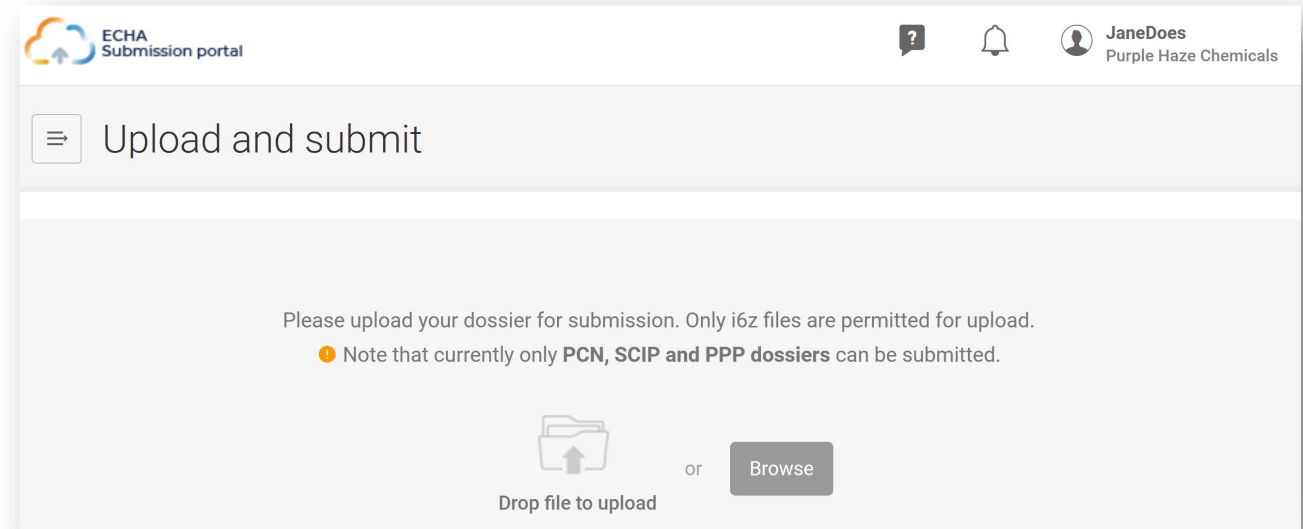 ECHA
Submission portal
?
JaneDoes
Purple Haze Chemicals
Upload and submit
Please upload your dossier for submission. Only i6z files are permitted for upload.
! Note that currently only PCN, SCIP and PPP dossiers can be submitted.
or
Browse
Drop file to upload